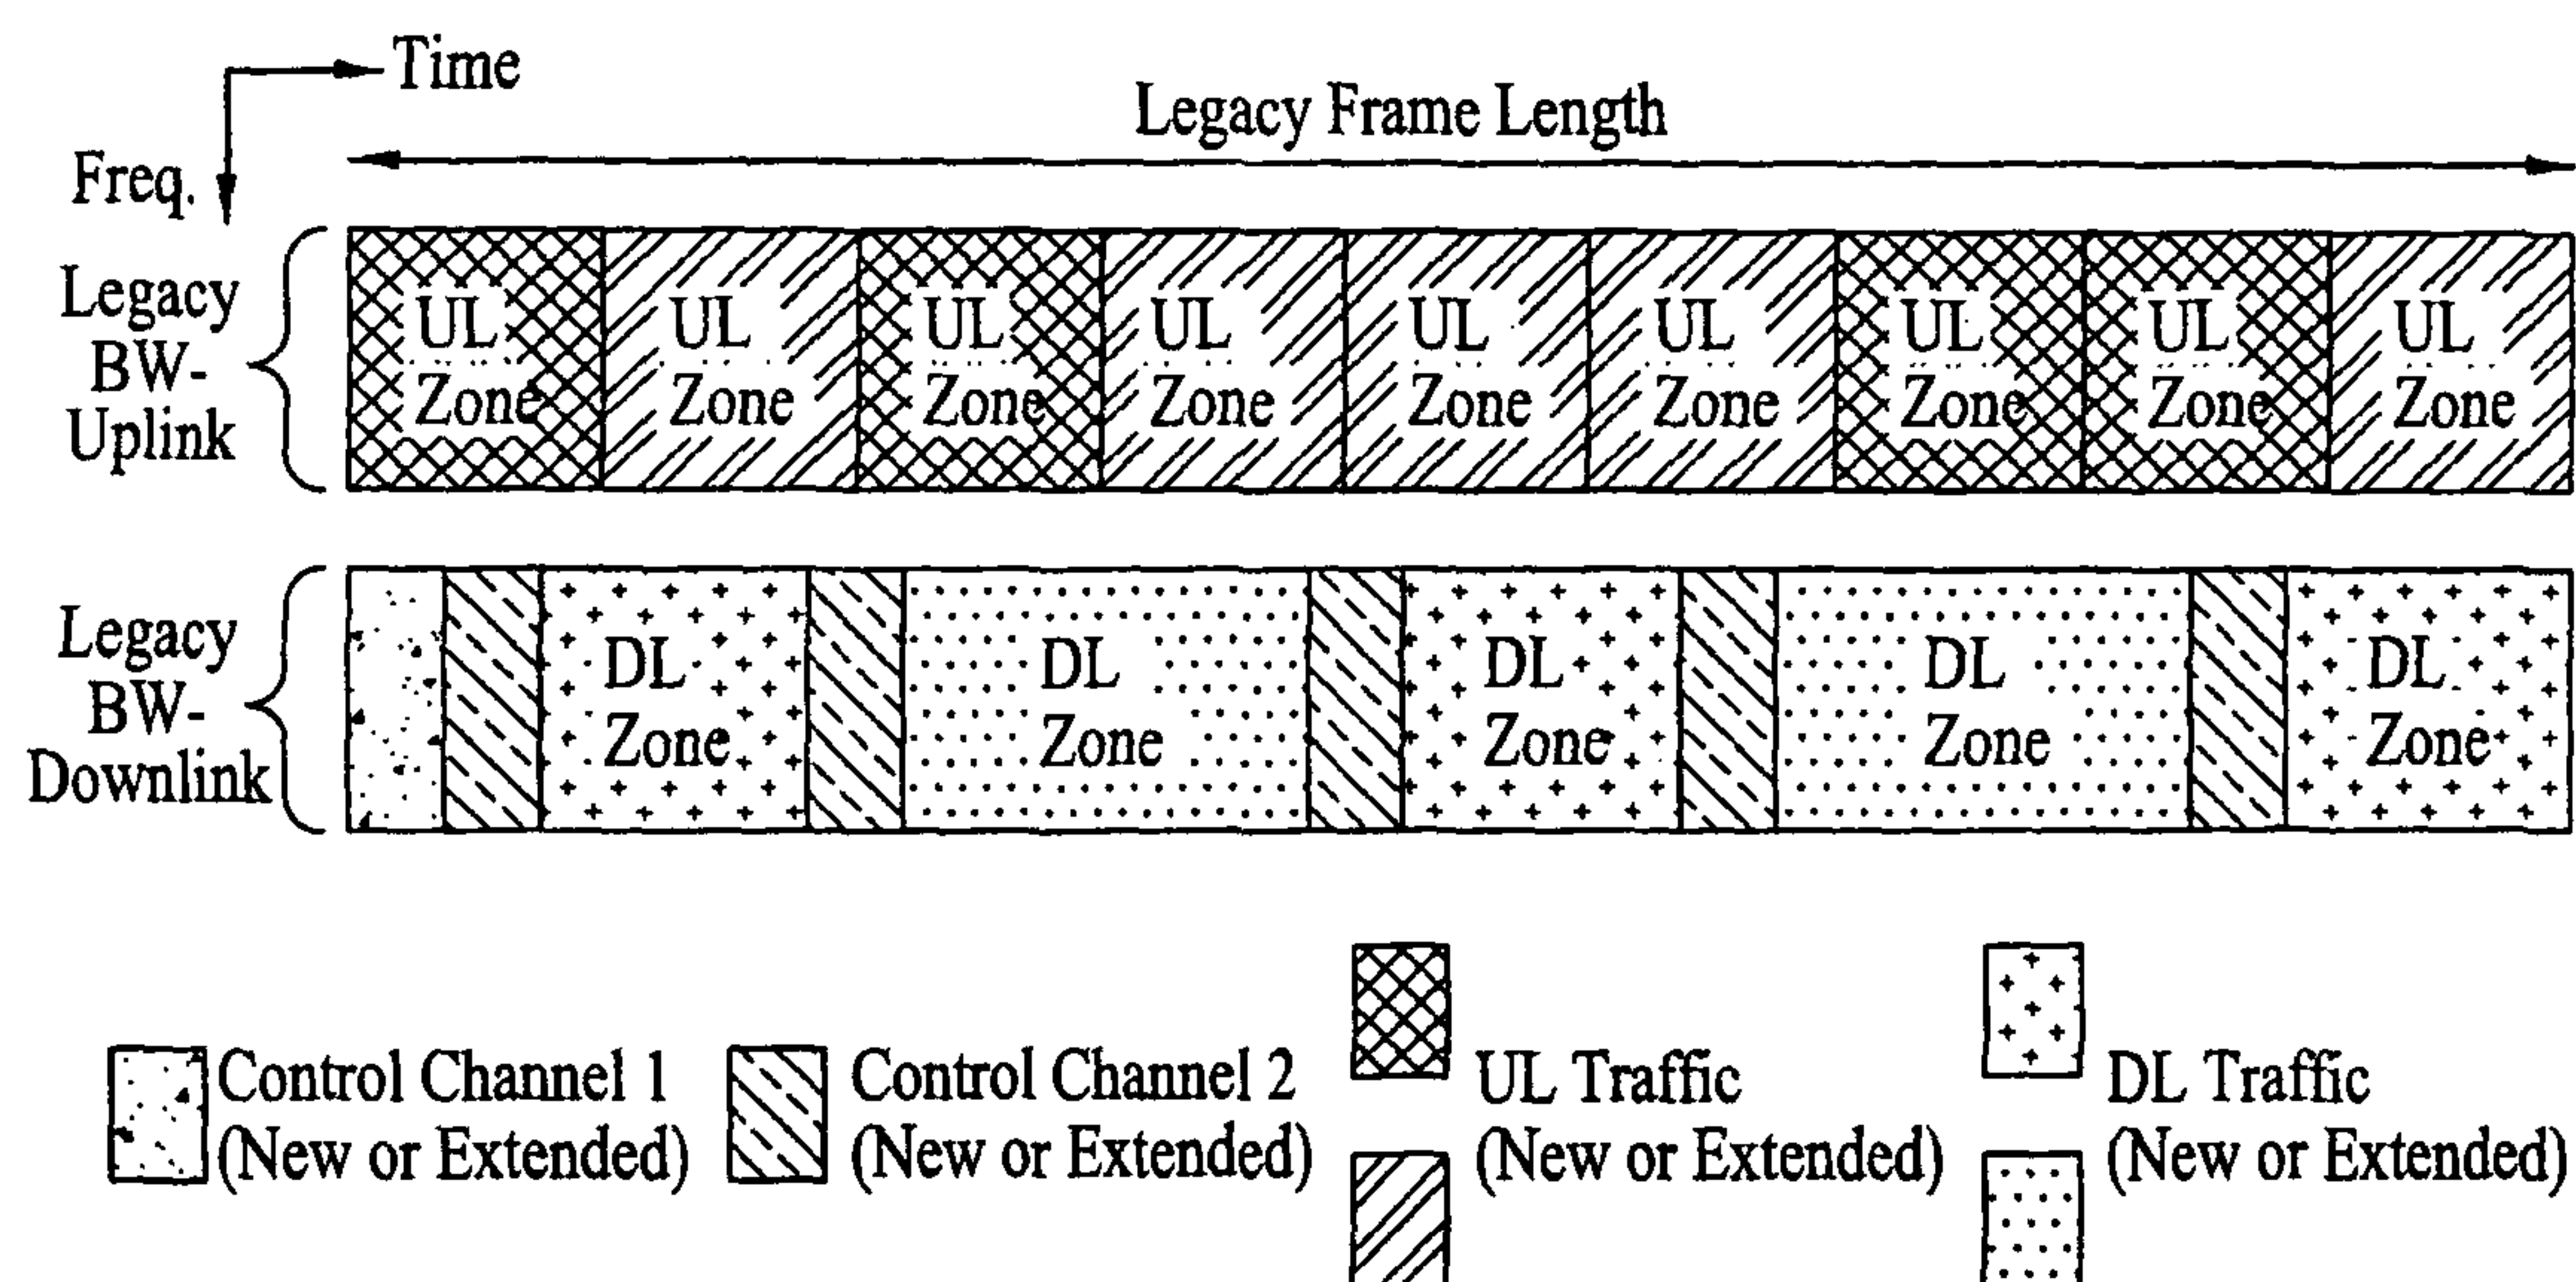 Time
Legacy Frame Length
Freq.
Legacy
BW-
Uplink
UL
Zone
UL
Zone
UL
Zone
UL
Zone
UL
Zone
UL
Zone
UL
Zone
UL
Zone
UL
Zone
Legacy
BW-
Downlink
DL
Zone
DL
Zone
DL
Zone
DL
Zone
DL
Zone
Control Channel 1
(New or Extended)
Control Channel 2
(New or Extended)
UL Traffic
(New or Extended)
DL Traffic
(New or Extended)